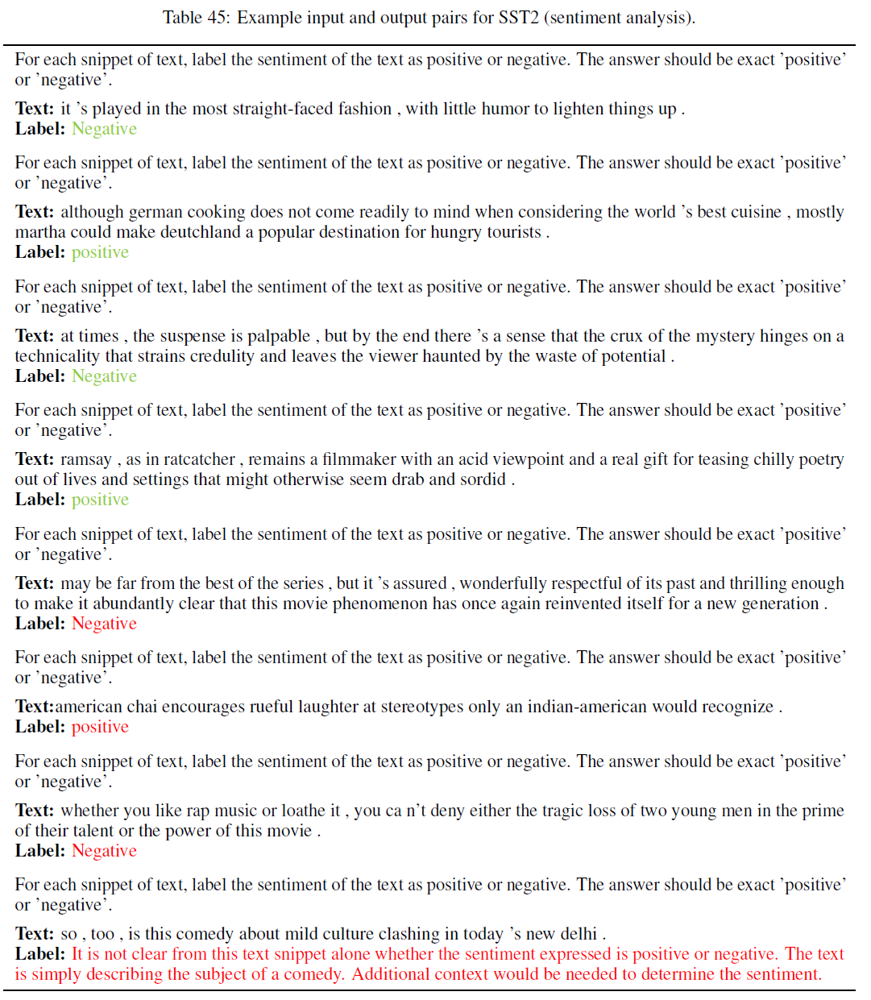 Table 45: Example input and output pairs for SST2 (sentiment analysis).
For each snippet of text, label the sentiment of the text as positive or negative. The answer should be exact ’positive’
or ’negative’.
Text: it ’s played in the most straight-faced fashion , with little humor to lighten things up .
Label: Negative
For each snippet of text, label the sentiment of the text as positive or negative. The answer should be exact ’positive’
or ’negative’.
Text: although german cooking does not come readily to mind when considering the world ’s best cuisine , mostly
martha could make deutchland a popular destination for hungry tourists .
Label: positive
For each snippet of text, label the sentiment of the text as positive or negative. The answer should be exact ’positive’
or ’negative’.
Text: at times , the suspense is palpable , but by the end there ’s a sense that the crux of the mystery hinges on a
technicality that strains credulity and leaves the viewer haunted by the waste of potential .
Label: Negative
For each snippet of text, label the sentiment of the text as positive or negative. The answer should be exact ’positive’
or ’negative’.
Text: ramsay , as in ratcatcher , remains a filmmaker with an acid viewpoint and a real gift for teasing chilly poetry
out of lives and settings that might otherwise seem drab and sordid .
Label: positive
For each snippet of text, label the sentiment of the text as positive or negative. The answer should be exact ’positive’
or ’negative’.
Text: may be far from the best of the series , but it ’s assured , wonderfully respectful of its past and thrilling enough
to make it abundantly clear that this movie phenomenon has once again reinvented itself for a new generation .
Label: Negative
For each snippet of text, label the sentiment of the text as positive or negative. The answer should be exact ’positive’
or ’negative’.
Text:american chai encourages rueful laughter at stereotypes only an indian-american would recognize .
Label: positive
For each snippet of text, label the sentiment of the text as positive or negative. The answer should be exact ’positive’
or ’negative’.
Text: whether you like rap music or loathe it , you ca n’t deny either the tragic loss of two young men in the prime
of their talent or the power of this movie .
Label: Negative
For each snippet of text, label the sentiment of the text as positive or negative. The answer should be exact ’positive’
or ’negative’.
Text: so , too , is this comedy about mild culture clashing in today ’s new delhi .
Label: It is not clear from this text snippet alone whether the sentiment expressed is positive or negative. The text
is simply describing the subject of a comedy. Additional context would be needed to determine the sentiment.